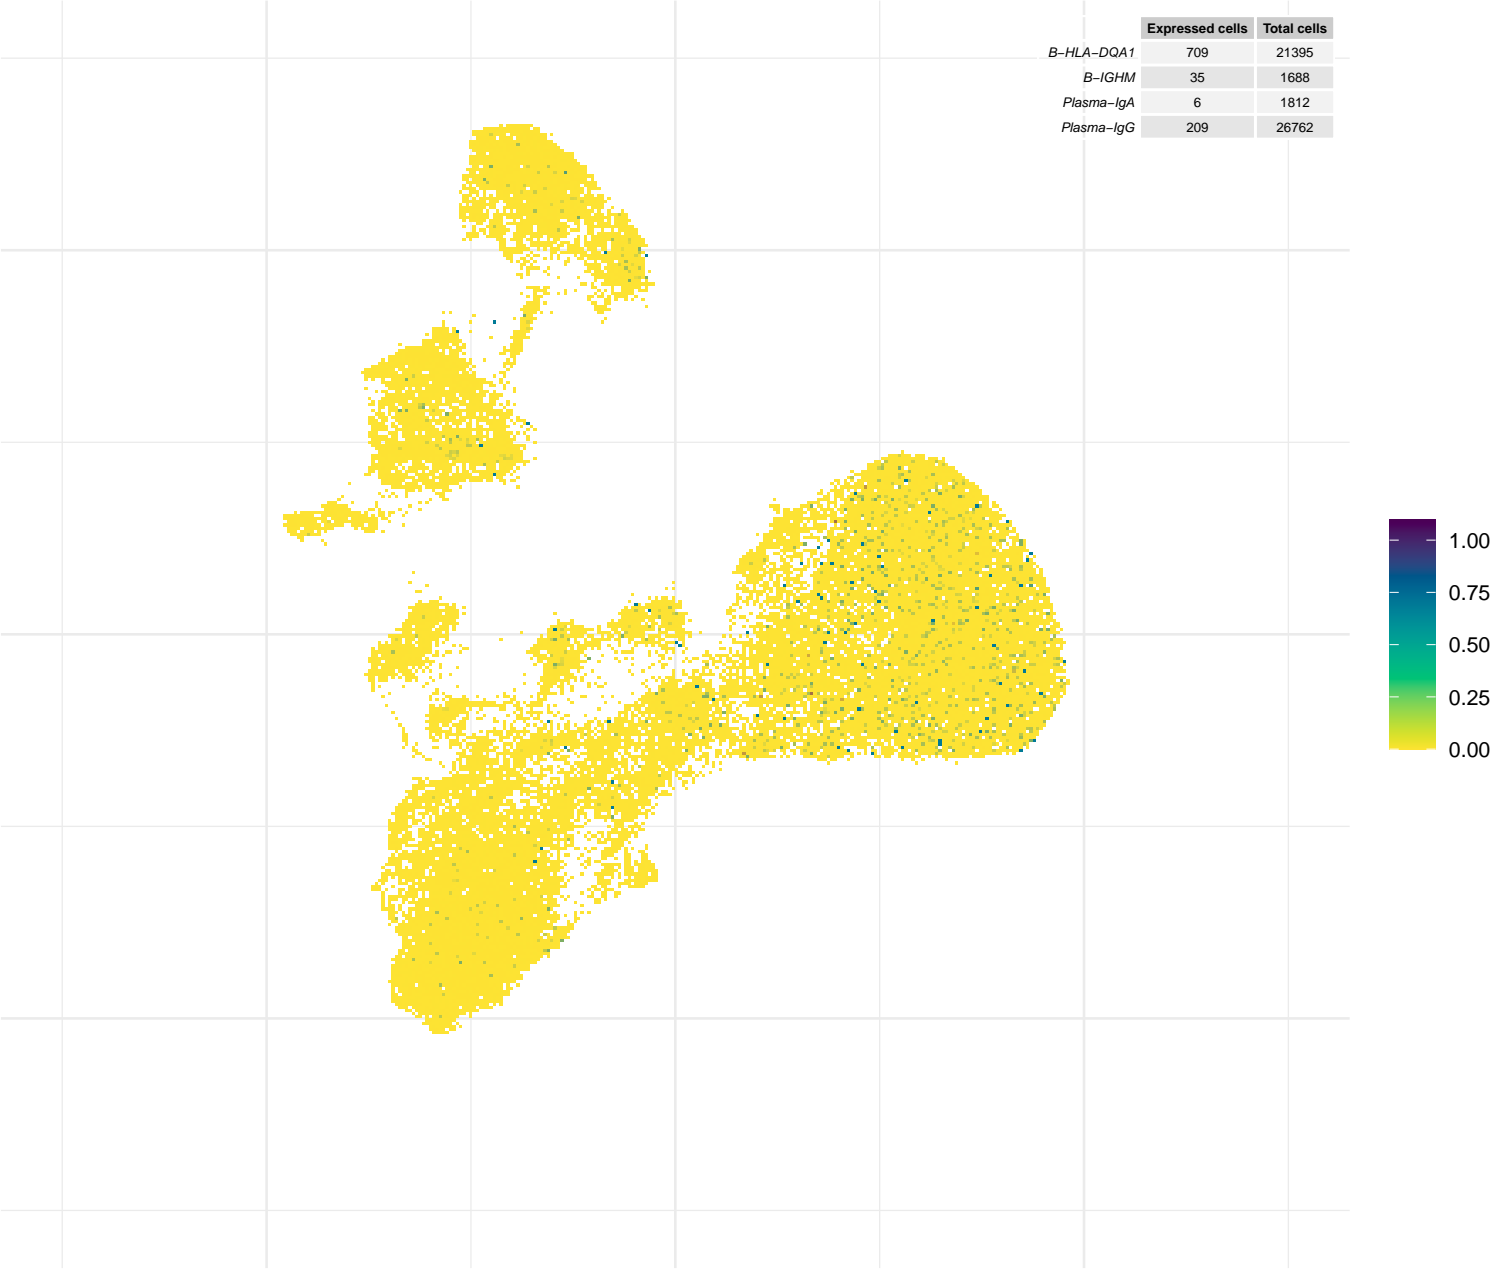 Expressed cells Total cells
B−HLA−DQA1 709 21395
B−IGHM 35 1688
Plasma−IgA 6 1812
Plasma−IgG 209 26762
1.00
0.75
0.50
0.25
0.00